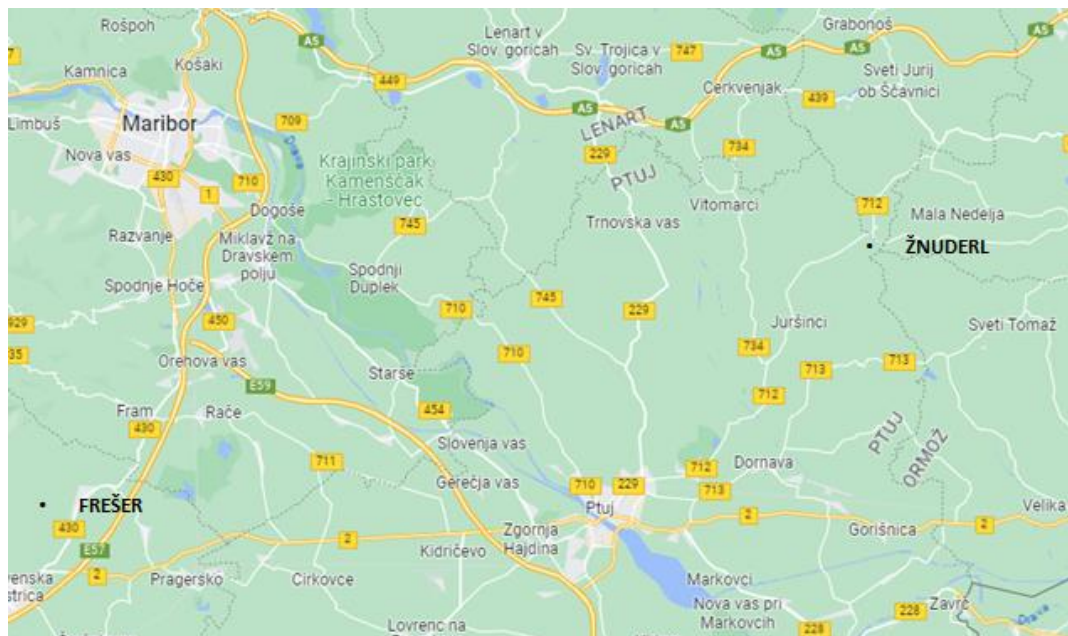 Rošpoh
Lenart v
Slov. goricah
Sv. Trojica v
Slov. goricah
747
A5
Grabonoš
A5
A5
A5
7
Kamnica
Košaki
449
Cerkvenjak
439
Sveti Jurij
ob Ščavnici
A5
A5
Limbuš
Maribor
709
Drava
LENART
Nova vas
Krajinski park
Kamenščak
- Hrastovec
229
PTUJ
734
430
1
710
Vitomarci
712
Mala Nedelja
Dogoše
745
Trnovska vas
Razvanje
Miklavž na
Dravskem
polju
ŽNUDERL
Spodnje Hoče
Spodnji
Duplek
710
745
229
929
450
Juršinci
Sveti Tomaž
35
Orehova vas
710
734
713
713
E59
Starše
712
Fram
Rače
454
430
PTUJ
ORMOŽ
Slovenja vas
711
Gerečja vas
712
Dornava
710
229
713
FREŠER
430
Ptuj
2
Velika
Zgornja
Hajdina
Gorišnica
2
E57
2
Kidričevo
2
Pragersko
Cirkovce
Markovci
venska
strica
Nova vas pri
Markovcih
228
Zavrč
Drava
Lovrenc na
228